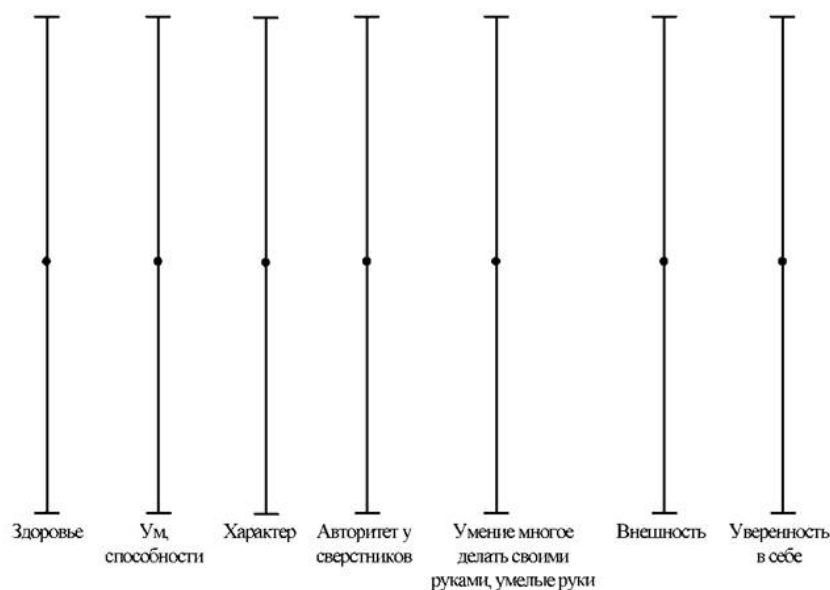 Здоровье
Ум,
способности
Характер
Авторитет у
сверстников
Умение многое
делать своими
руками, умелые руки
Внешность
Уверенность
в себе